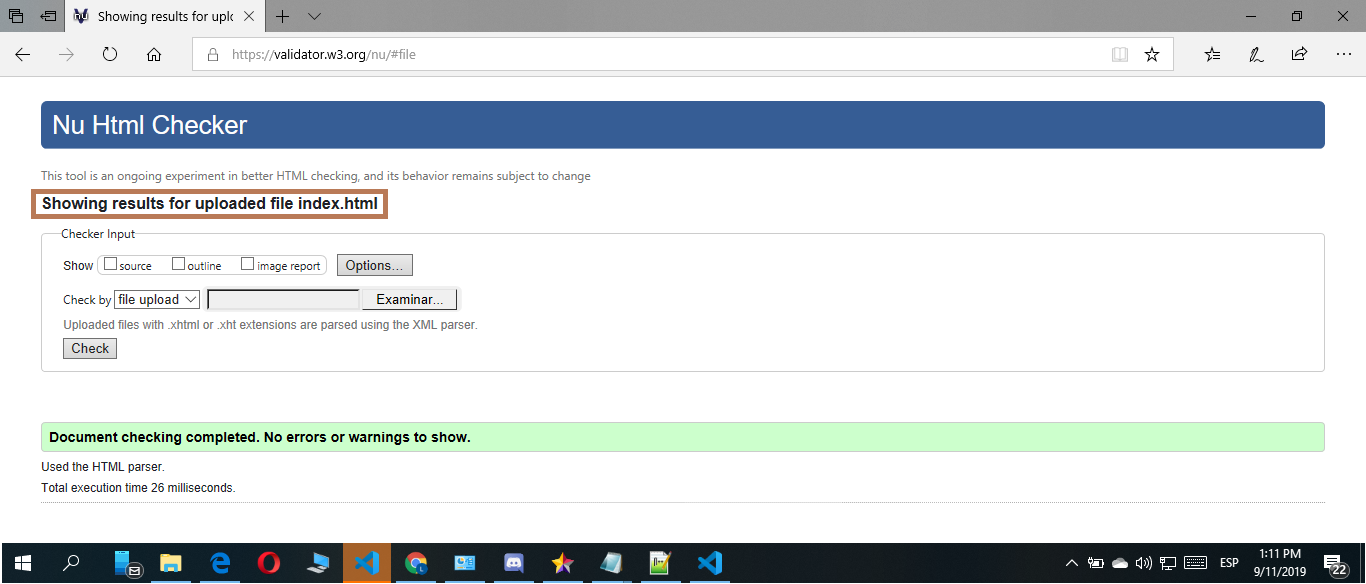 Showing results for uplo
https://validator.w3.org/nu/#file
Nu Html Checker
This tool is an ongoing experiment in better HTML checking, and its behavior remains subject to change
Showing results for uploaded file index.html
Checker Input
Show source outline image report Options...
Check by file upload Examinar...
Uploaded files with .xhtml or .xht extensions are parsed using the XML parser.
Check
Document checking completed. No errors or warnings to show.
Used the HTML parser.
Total execution time 26 milliseconds.
ESP
1:11 PM
9/11/2019
22